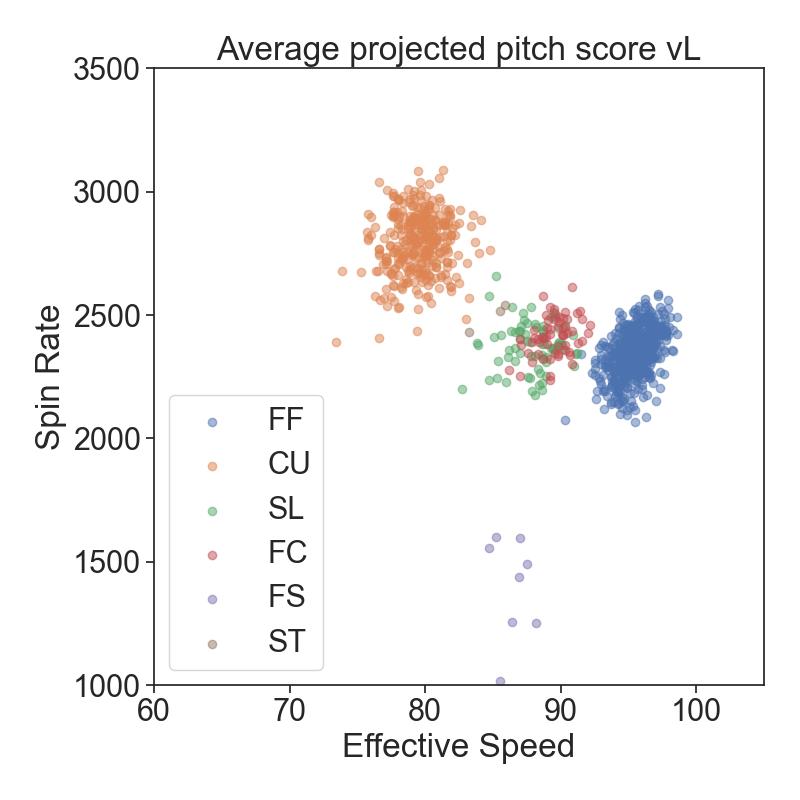 Average projected pitch score vL
3500
3000
2500
2000
1500
1000
Spin Rate
FF
CU
SL
FC
FS
ST
60 70 80 90 100
Effective Speed